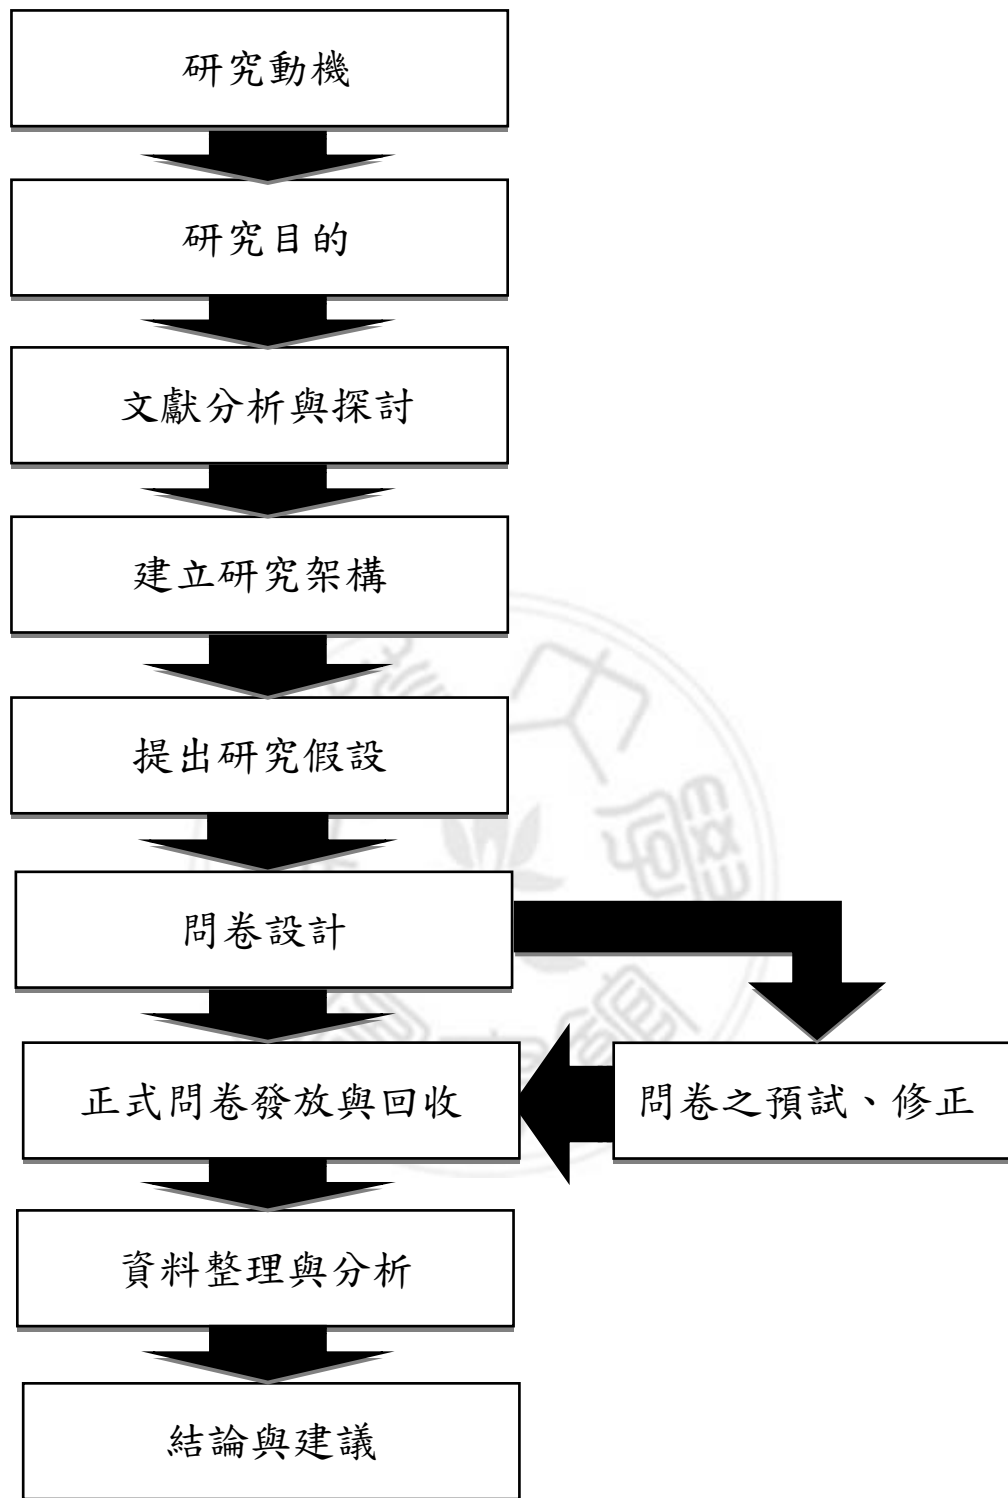 研究動機
研究目的
文獻分析與探討
建立研究架構
提出研究假設
問卷設計
正式問卷發放與回收
問卷之預試、修正
資料整理與分析
結論與建議